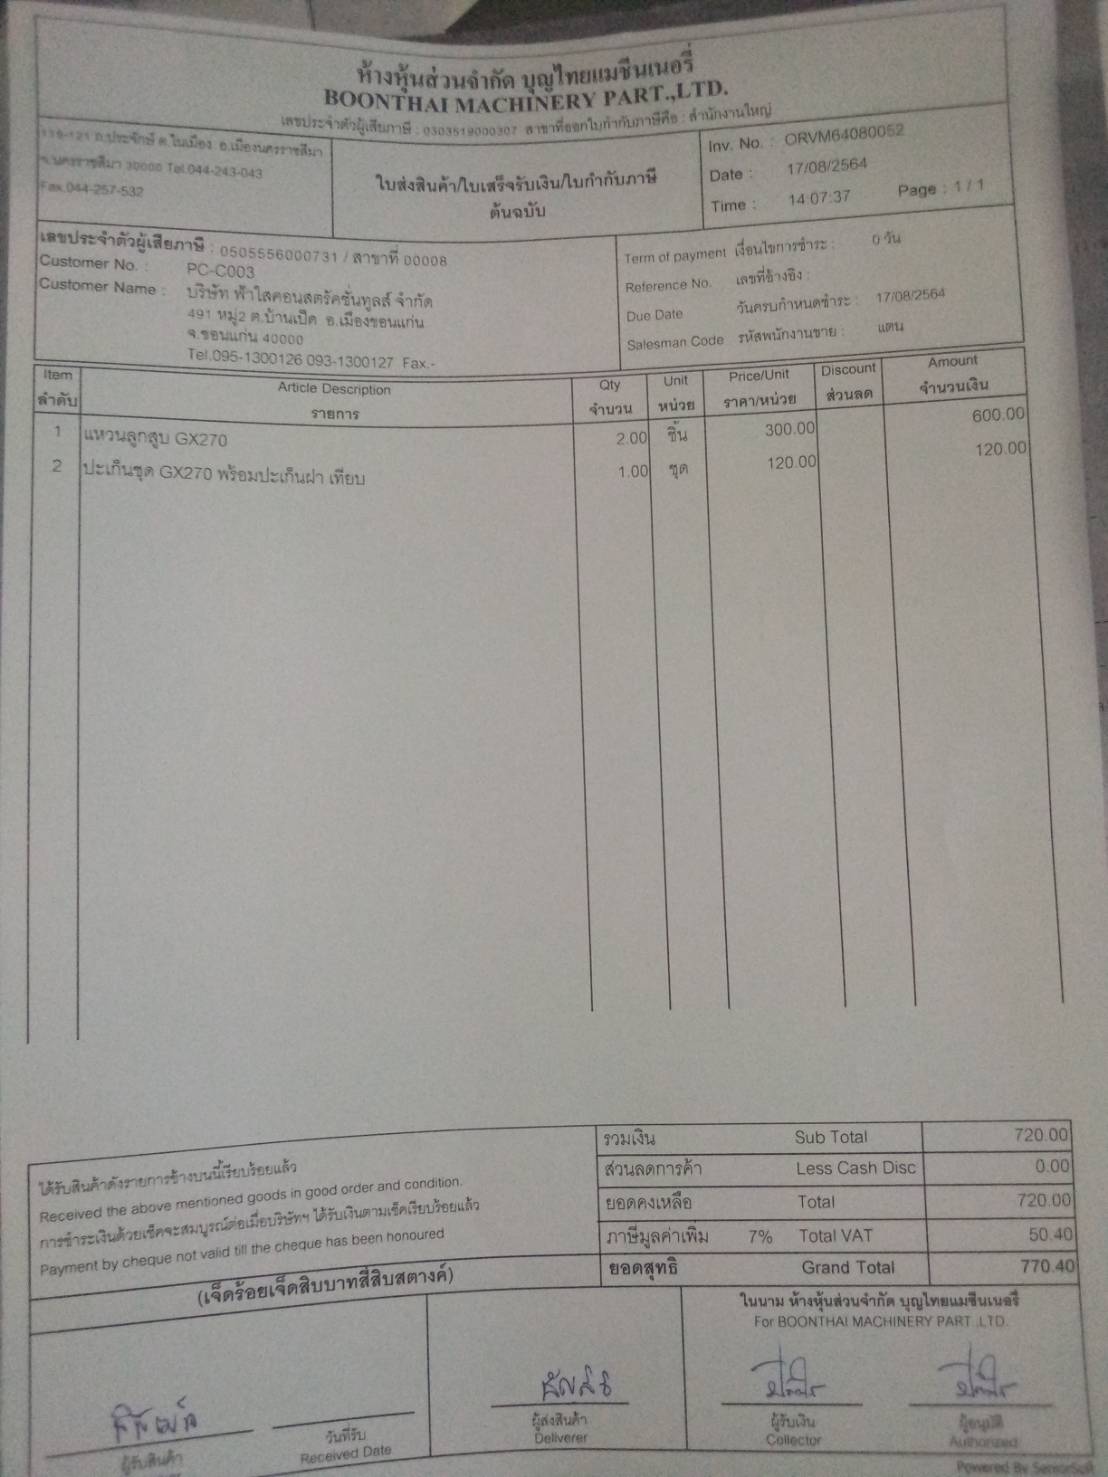 ห้างหุ้นส่วนจำกัด บุญไทยแมชีนเนอรี่
BOONTHAI MACHINERY PART.,LTD.
เลขประจำตัวผู้เสียภาษี : 0303519000307 สาขาที่ออกใบกำกับภาษีคือ : สำนักงานใหญ่
119-121 ถ.ประจักษ์ ต.ในเมือง อ.เมืองนครราชสีมา
จ.นครราชสีมา 30000 Tel.044-243-043
Fax.044-257-532
ใบส่งสินค้า/ใบเสร็จรับเงิน/ใบกำกับภาษี
ต้นฉบับ
Inv. No. : ORVM64080052
Date : 17/08/2564
Time : 14:07:37 Page : 1 / 1
เลขประจำตัวผู้เสียภาษี : 0505556000731 / สาขาที่ 00008
Customer No. : PC-C003
Customer Name : บริษัท ฟ้าใสคอนสตรัคชั่นทูลส์ จำกัด
491 หมู่2 ต.บ้านเป็ด อ.เมืองขอนแก่น
จ.ขอนแก่น 40000
Tel.095-1300126 093-1300127 Fax.-
Term of payment เงื่อนไขการชำระ : 0 วัน
Reference No. เลขที่อ้างอิง :
Due Date วันครบกำหนดชำระ : 17/08/2564
Salesman Code รหัสพนักงานขาย : แตน
Item Article Description Qty Unit Price/Unit Discount Amount
ลำดับ รายการ จำนวน หน่วย ราคา/หน่วย ส่วนลด จำนวนเงิน
1 แหวนลูกสูบ GX270 2.00 ชิ้น 300.00 600.00
2 ปะเก็นชุด GX270 พร้อมปะเก็นฝา เทียบ 1.00 ชุด 120.00 120.00
รวมเงิน Sub Total 720.00
ส่วนลดการค้า Less Cash Disc 0.00
ยอดคงเหลือ Total 720.00
ภาษีมูลค่าเพิ่ม 7% Total VAT 50.40
ยอดสุทธิ Grand Total 770.40
ได้รับสินค้าดังรายการข้างบนนี้เรียบร้อยแล้ว
Received the above mentioned goods in good order and condition.
การชำระเงินด้วยเช็คจะสมบูรณ์ต่อเมื่อบริษัทฯ ได้รับเงินตามเช็คเรียบร้อยแล้ว
Payment by cheque not valid till the cheque has been honoured
(เจ็ดร้อยเจ็ดสิบบาทสี่สิบสตางค์)
ในนาม ห้างหุ้นส่วนจำกัด บุญไทยแมชีนเนอรี่
For BOONTHAI MACHINERY PART.,LTD.
ผู้รับสินค้า
วันที่รับ
Received Date
ผู้ส่งสินค้า
Deliverer
ผู้รับเงิน
Collector
ผู้อนุมัติ
Authorized
Powered By SeniorSoft